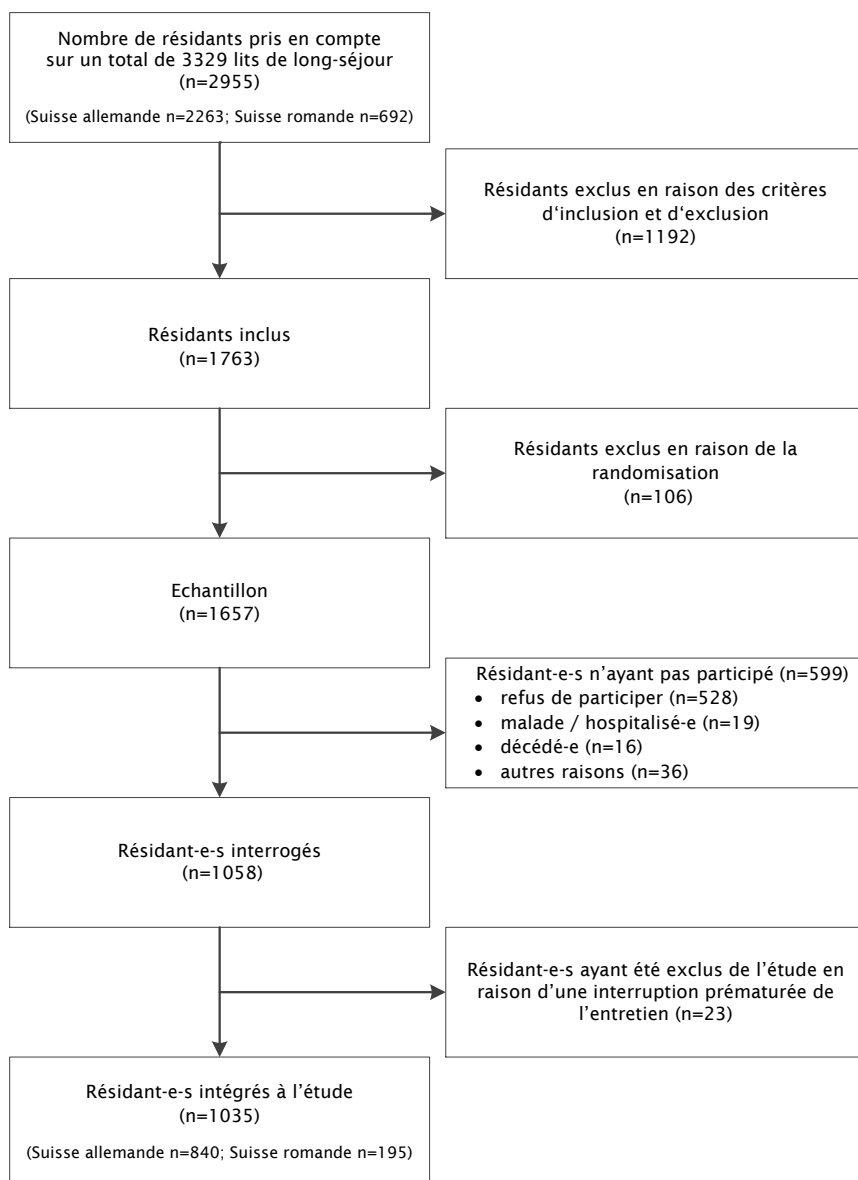 Nombre de résidants pris en compte
sur un total de 3329 lits de long-séjour
(n=2955)
(Suisse allemande n=2263; Suisse romande n=692)
Résidants exclus en raison des critères
d‘inclusion et d‘exclusion
(n=1192)
Résidants inclus
(n=1763)
Résidants exclus en raison de la
randomisation
(n=106)
Echantillon
(n=1657)
Résidant-e-s n’ayant pas participé (n=599)
• refus de participer (n=528)
• malade / hospitalisé-e (n=19)
• décédé-e (n=16)
• autres raisons (n=36)
Résidant-e-s interrogés
(n=1058)
Résidant-e-s ayant été exclus de l’étude en
raison d’une interruption prématurée de
l’entretien (n=23)
Résidant-e-s intégrés à l’étude
(n=1035)
(Suisse allemande n=840; Suisse romande n=195)